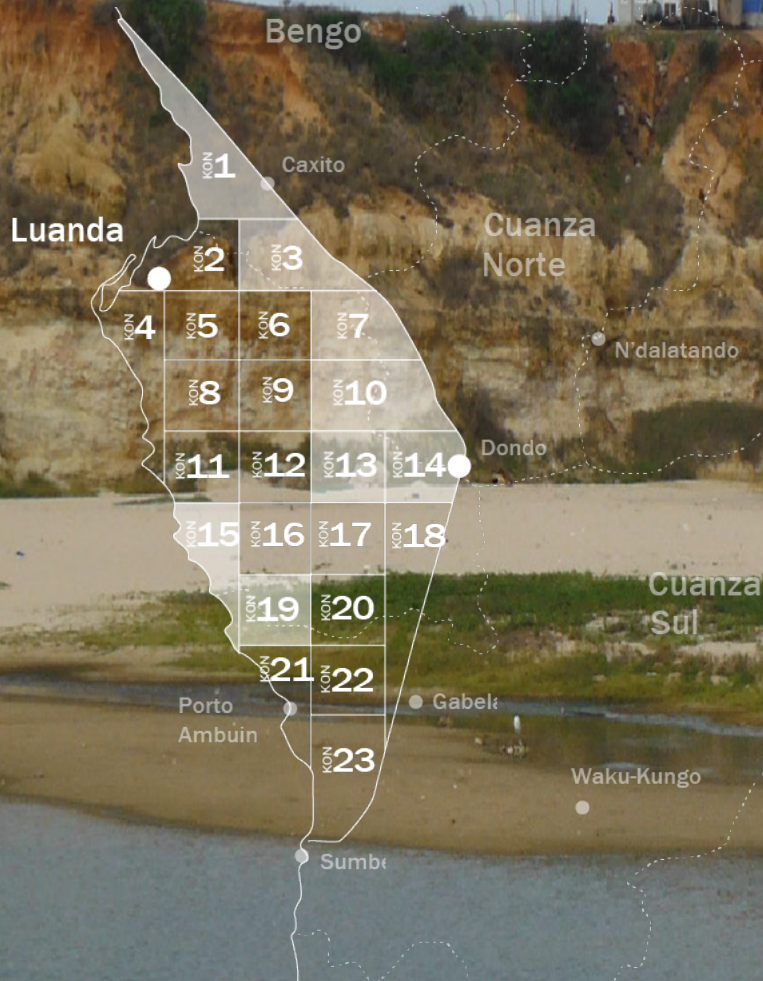 Bengo
KON 1
Caxito
Luanda
Cuanza
Norte
KON 2
KON 3
KON 4
KON 5
KON 6
KON 7
N'dalatando
KON 8
KON 9
KON 10
Dondo
KON 11
KON 12
KON 13
KON 14
KON 15
KON 16
KON 17
KON 18
Cuanza
Sul
KON 19
KON 20
KON 21
KON 22
Porto
Ambuin
Gabela
KON 23
Waku-Kungo
Sumbe